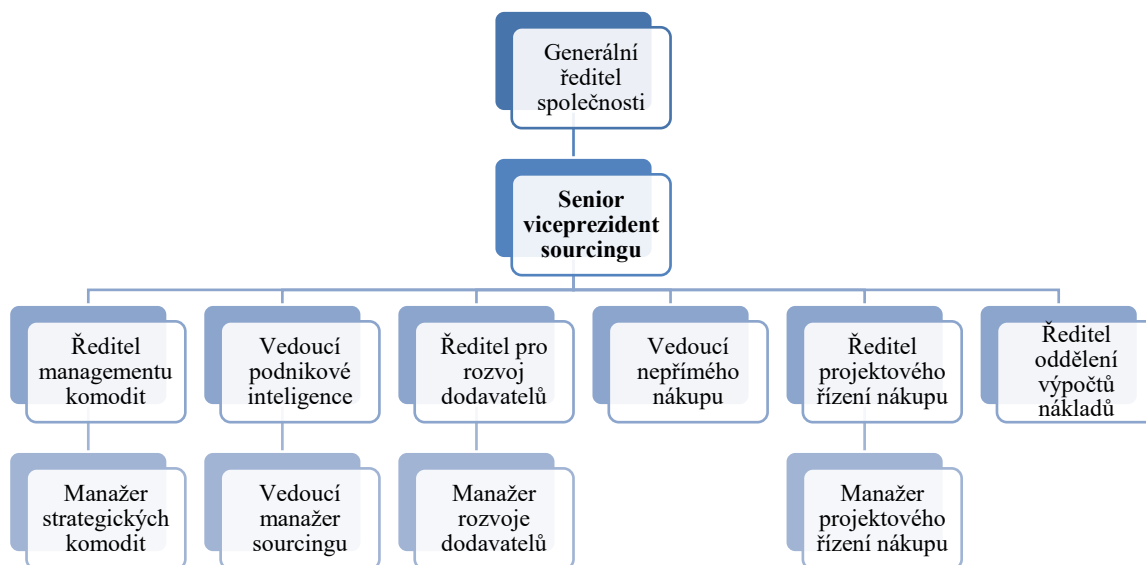 Generální
ředitel
společnosti
Senior
viceprezident
sourcingu
Ředitel
managementu
komodit
Vedoucí
podnikové
inteligence
Ředitel pro
rozvoj
dodavatelů
Vedoucí
nepřímého
nákupu
Ředitel
projektového
řízení nákupu
Ředitel
oddělení
výpočtů
nákladů
Manažer
strategických
komodit
Vedoucí
manažer
sourcingu
Manažer
rozvoje
dodavatelů
Manažer
projektového
řízení nákupu